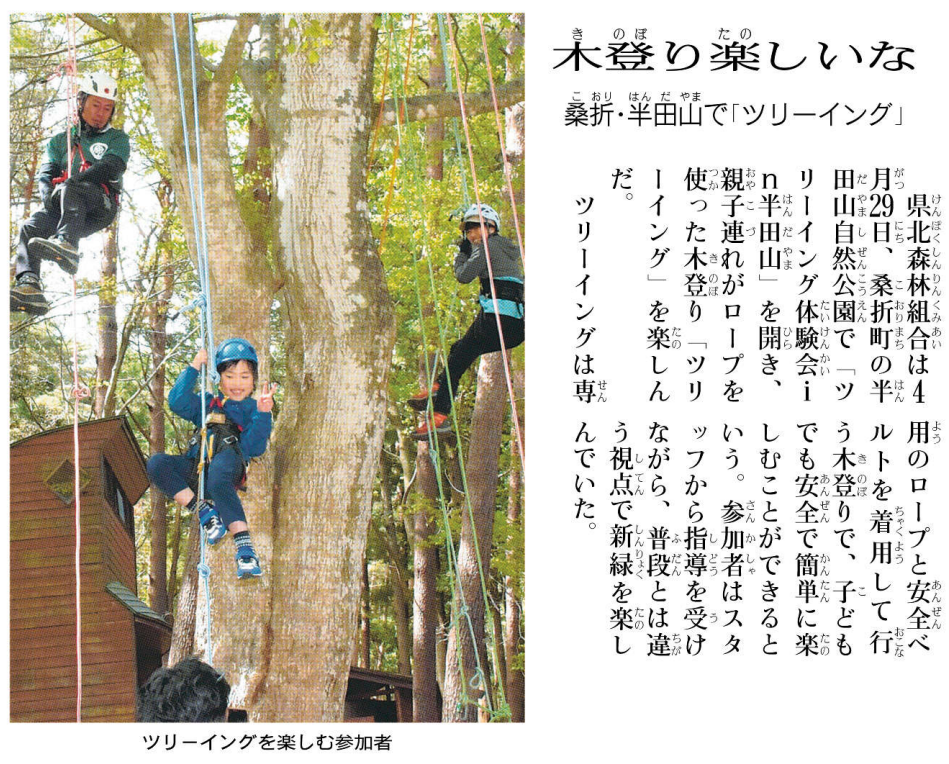 木登り楽しいな
桑折・半田山で「ツリーイング」
県北森林組合は4
月29日、桑折町の半
田山自然公園で「ツ
リーイング体験会i
n半田山」を開き、
親子連れがロープを
使った木登り「ツリ
ーイング」を楽しん
だ。
ツリーイングは専
用のロープと安全ベ
ルトを着用して行
う木登りで、子ども
でも安全で簡単に楽
しむことができると
いう。参加者はスタ
ッフから指導を受け
ながら、普段とは違
う視点で新緑を楽し
んでいた。
ツリーイングを楽しむ参加者